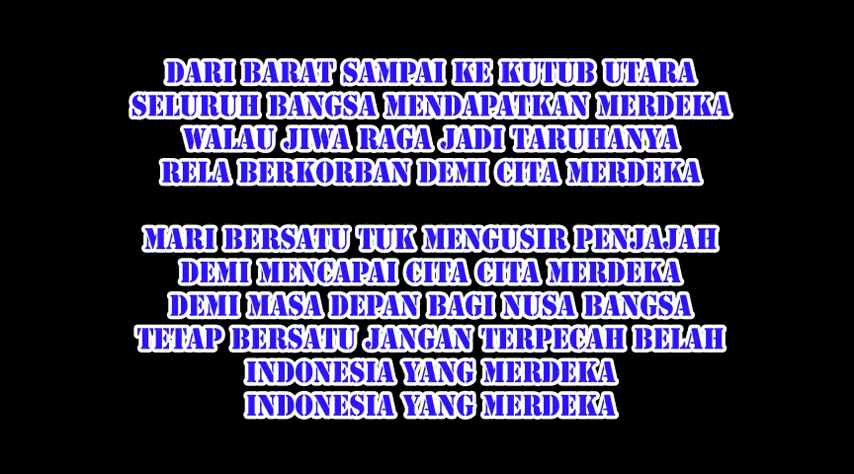 DARI BARAT SAMPAI KE KUTUB UTARA
SELURUH BANGSA MENDAPATKAN MERDEKA
WALAU JIWA RAGA JADI TARUHANYA
RELA BERKORBAN DEMI CITA MERDEKA
MARI BERSATU TUK MENGUSIR PENJAJAH
DEMI MENCAPAI CITA CITA MERDEKA
DEMI MASA DEPAN BAGI NUSA BANGSA
TETAP BERSATU JANGAN TERPECAH BELAH
INDONESIA YANG MERDEKA
INDONESIA YANG MERDEKA